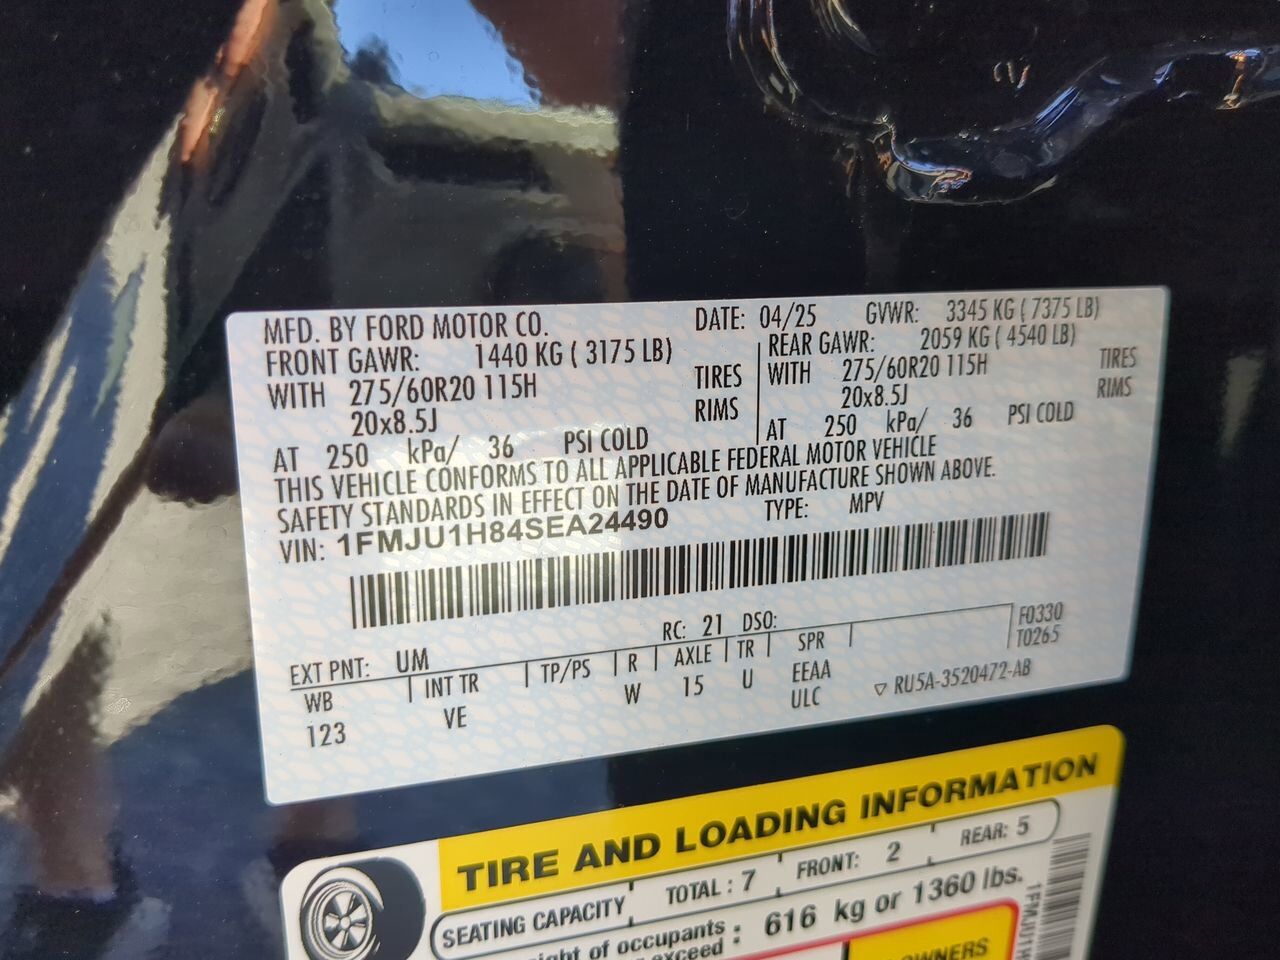 MFD. BY FORD MOTOR CO. DATE: 04/25 GVWR: 3345 KG ( 7375 LB)
FRONT GAWR: 1440 KG ( 3175 LB) REAR GAWR: 2059 KG ( 4540 LB)
WITH 275/60R20 115H TIRES WITH 275/60R20 115H TIRES
20x8.5J RIMS 20x8.5J RIMS
AT 250 kPa/ 36 PSI COLD AT 250 kPa/ 36 PSI COLD
THIS VEHICLE CONFORMS TO ALL APPLICABLE FEDERAL MOTOR VEHICLE
SAFETY STANDARDS IN EFFECT ON THE DATE OF MANUFACTURE SHOWN ABOVE.
VIN: 1FMJU1H84SEA24490 TYPE: MPV
EXT PNT: UM RC: 21 DSO: F0330
WB INT TR TP/PS R AXLE TR SPR T0265
123 VE W 15 U EEAA RU5A-3520472-AB
ULC
TIRE AND LOADING INFORMATION
SEATING CAPACITY TOTAL : 7 FRONT: 2 REAR: 5
of occupants : 616 kg or 1360 lbs.
exceed
OWNERS
1FMJU1H